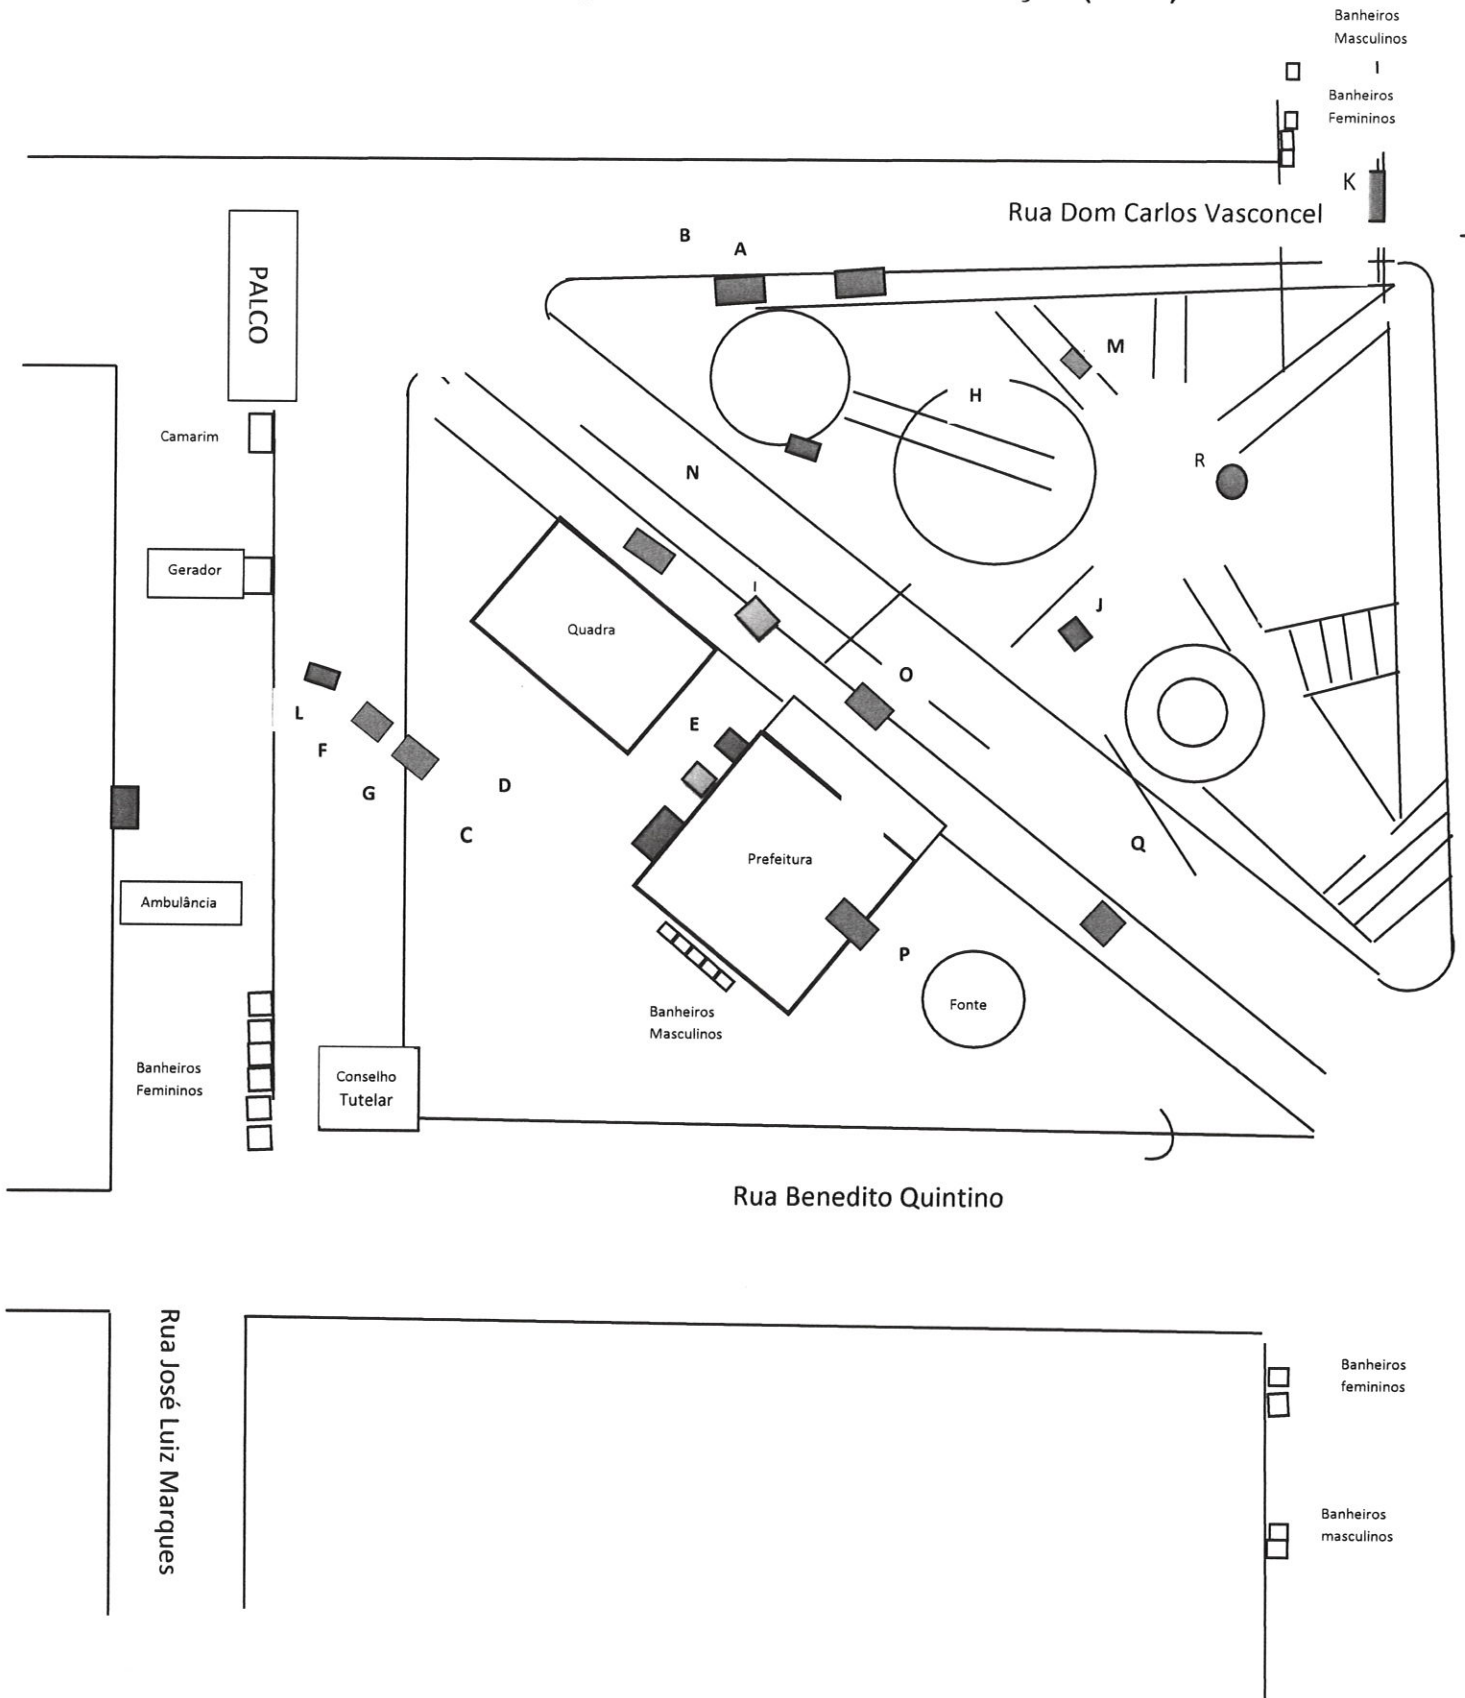 Banheiros
Masculinos
I
Banheiros
Femininos
K
Rua Dom Carlos Vasconcel
B
A
PALCO
M
H
Camarim
R
N
Gerador
I
Quadra
J
O
L
E
F
D
G
C
Q
Prefeitura
Ambulância
P
Fonte
Banheiros
Masculinos
Banheiros
Femininos
Conselho
Tutelar
Rua Benedito Quintino
Rua José Luiz Marques
Banheiros
femininos
Banheiros
masculinos